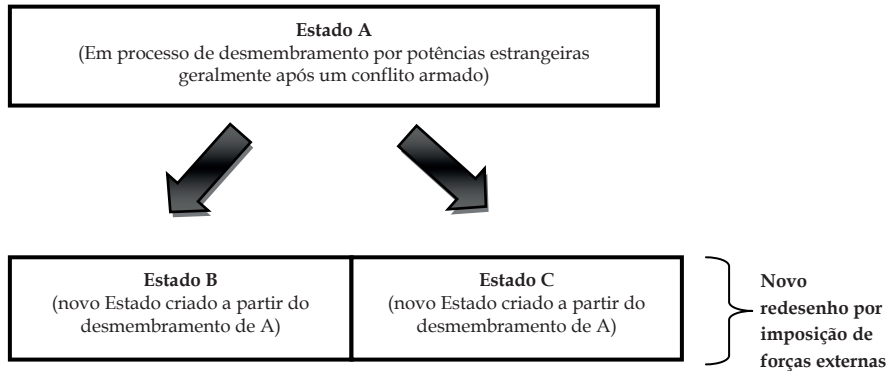 Estado A
(Em processo de desmembramento por potências estrangeiras
geralmente após um conflito armado)
Estado B
(novo Estado criado a partir do
desmembramento de A)
Estado C
(novo Estado criado a partir do
desmembramento de A)
Novo
redesenho por
imposição de
forças externas